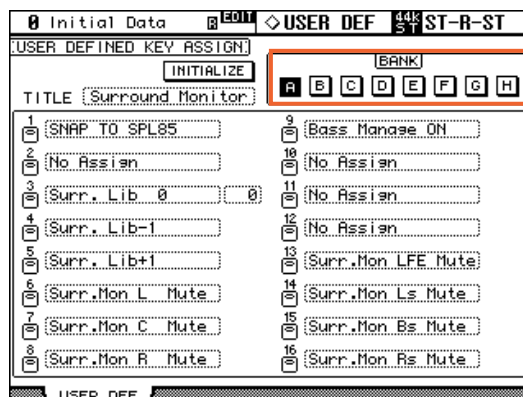 0 Initial Data R EDIT ◇USER DEF 44k ST ST-R-ST
USER DEFINED KEY ASSIGN
INITIALIZE
TITLE Surround Monitor
BANK
A B C D E F G H
1 SNAP TO SPL85
2 No Assign
3 Surr. Lib 0 0
4 Surr. Lib-1
5 Surr. Lib+1
6 Surr.Mon L Mute
7 Surr.Mon C Mute
8 Surr.Mon R Mute
9 Bass Manage ON
10 No Assign
11 No Assign
12 No Assign
13 Surr.Mon LFE Mute
14 Surr.Mon Ls Mute
15 Surr.Mon Bs Mute
16 Surr.Mon Rs Mute
USER DEF